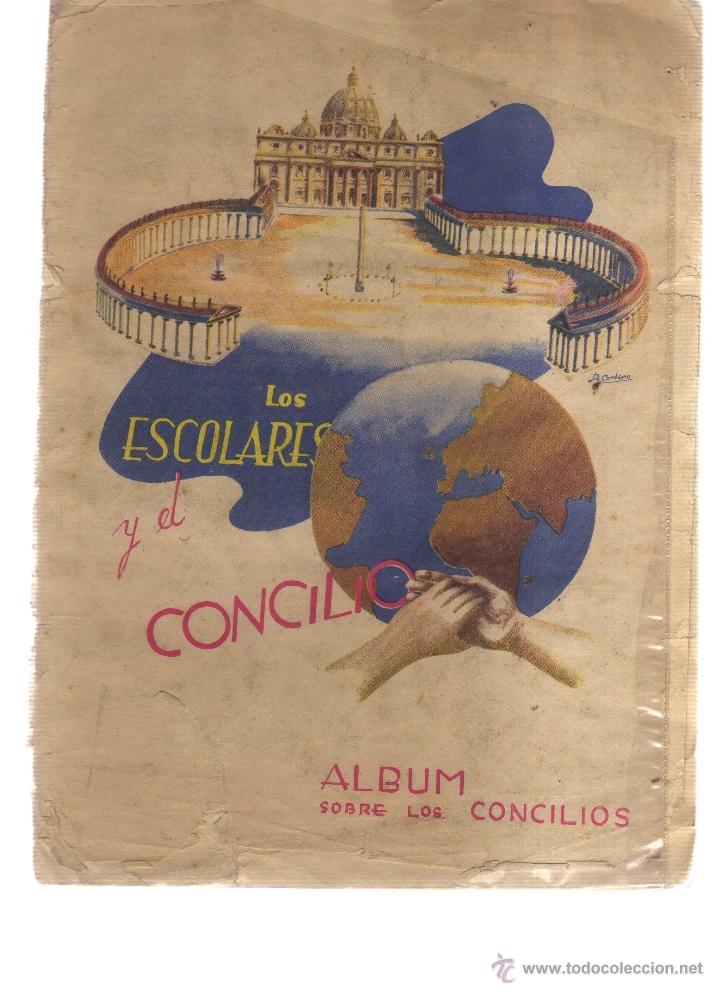 Los
ESCOLARES
y el
CONCILIO
ALBUM
SOBRE LOS CONCILIOS
www.todocoleccion.net